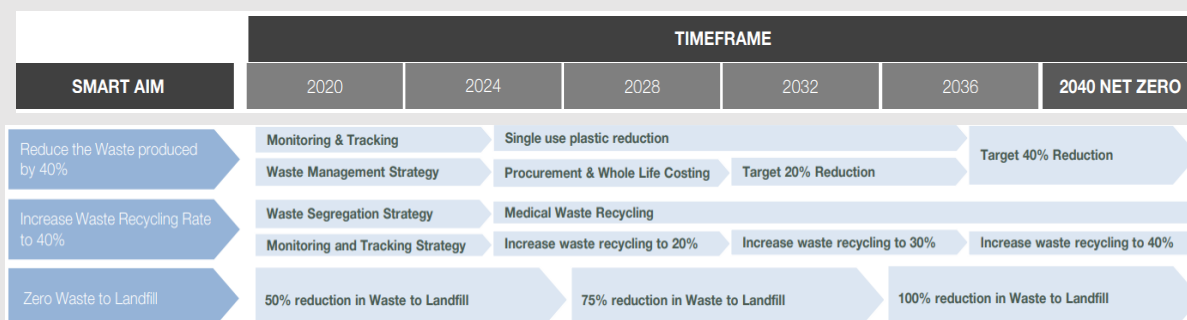 TIMEFRAME
SMART AIM
2020
2024
2028
2032
2036
2040 NET ZERO
Reduce the Waste produced
by 40%
Monitoring & Tracking
Single use plastic reduction
Waste Management Strategy
Procurement & Whole Life Costing
Target 20% Reduction
Target 40% Reduction
Increase Waste Recycling Rate
to 40%
Waste Segregation Strategy
Medical Waste Recycling
Monitoring and Tracking Strategy
Increase waste recycling to 20%
Increase waste recycling to 30%
Increase waste recycling to 40%
Zero Waste to Landfill
50% reduction in Waste to Landfill
75% reduction in Waste to Landfill
100% reduction in Waste to Landfill